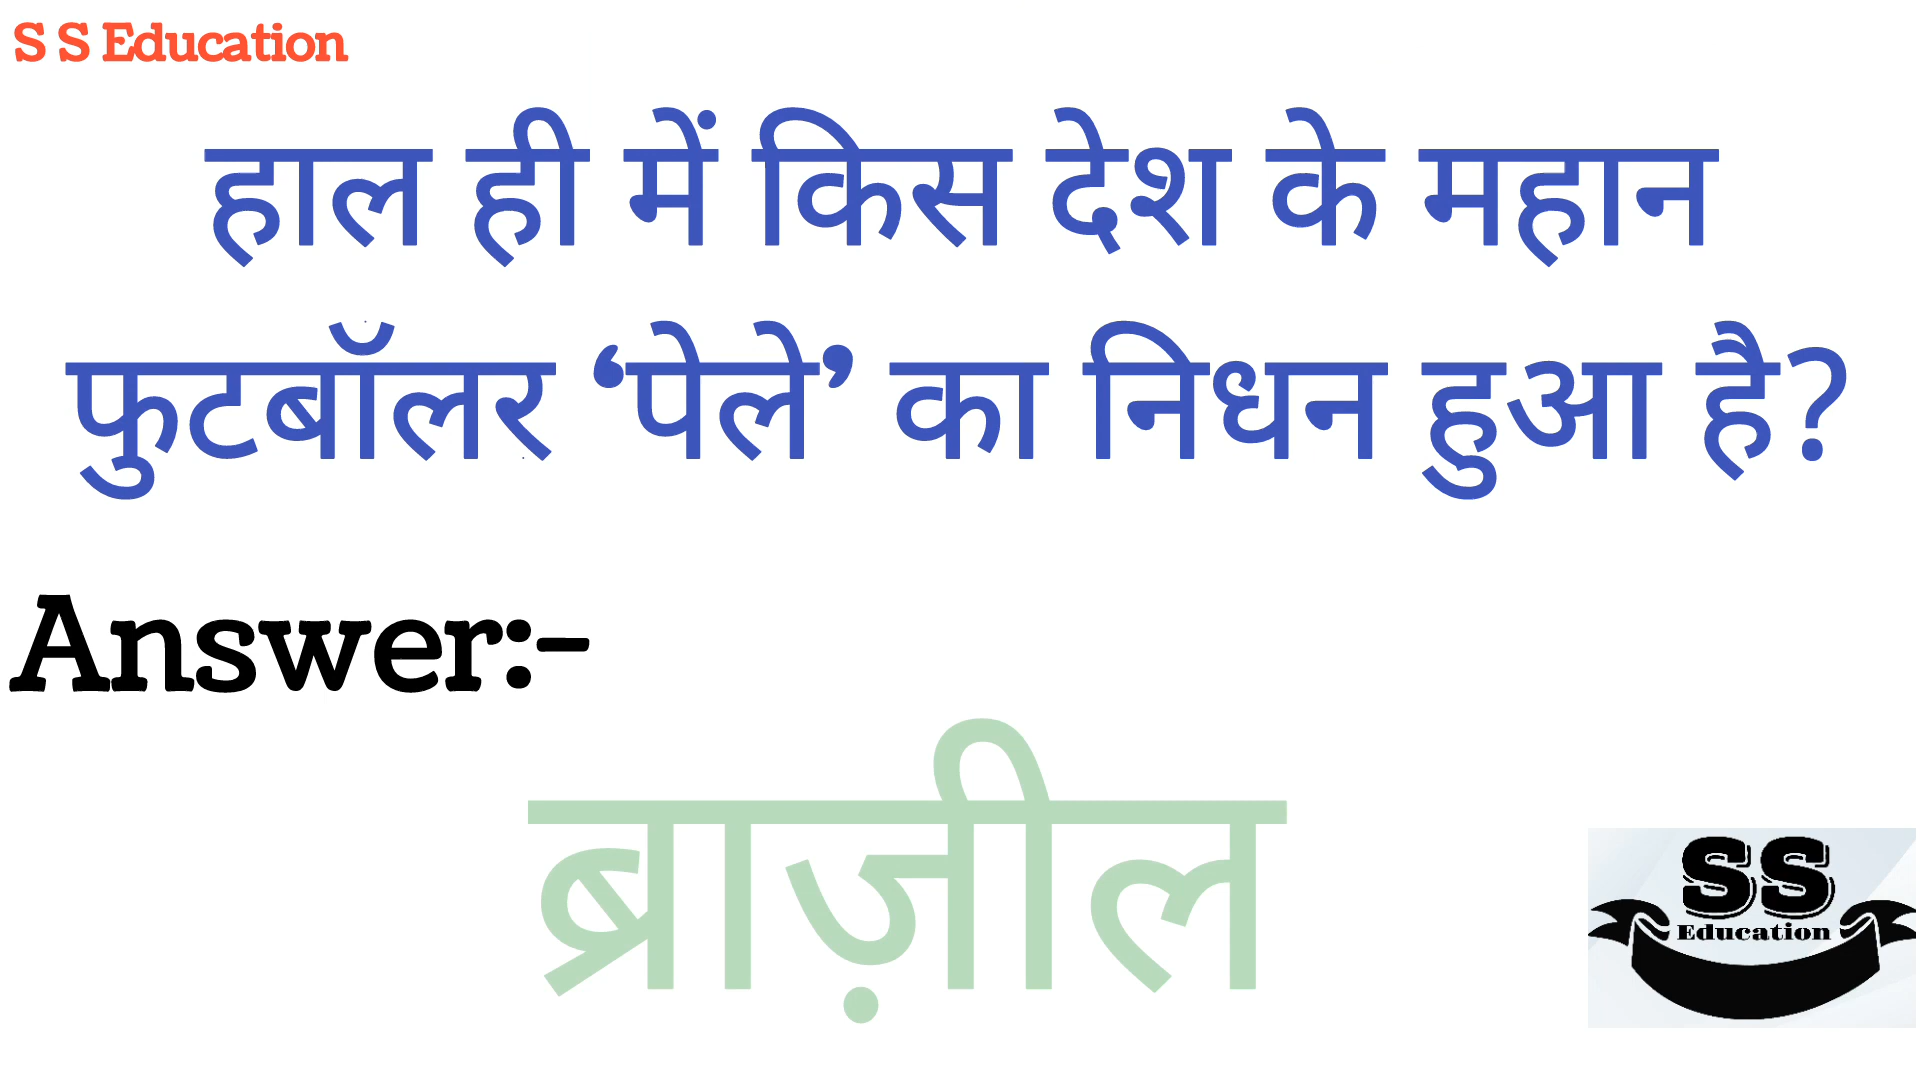 S S Education
हाल ही में किस देश के महान
फुटबॉलर ‘पेले’ का निधन हुआ है?
Answer:-
ब्राज़ील
SS
Education